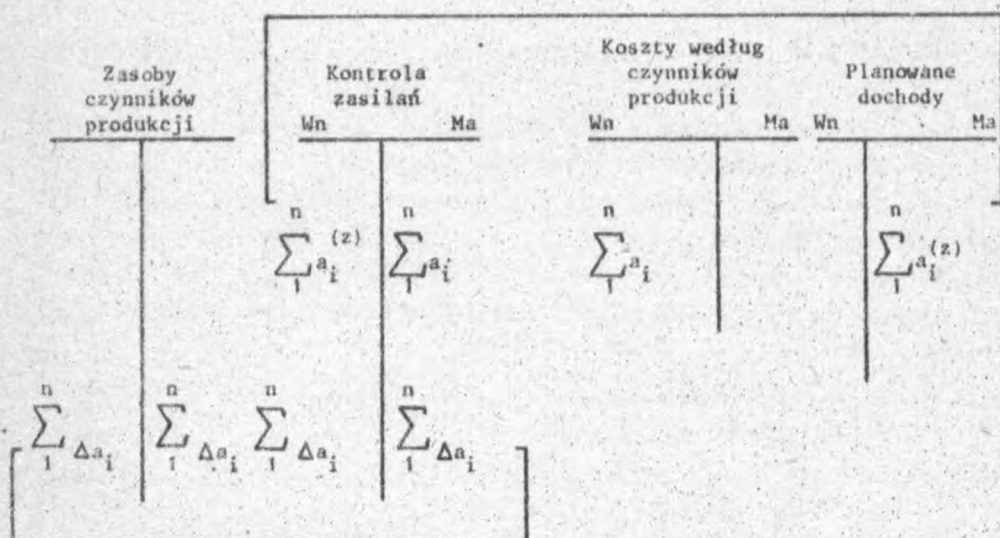 Zasoby
czynników
produkcji
Kontrola
zasilań
Wn Ma
Koszty według
czynników
produkcji
Wn Ma
Planowane
dochody
Wn Ma
n
∑ a_i^(z)
1
n
∑ a_i
1
n
∑ a_i
1
n
∑ a_i^(z)
1
n
∑ Δa_i
1
n
∑ Δa_i
1
n
∑ Δa_i
1
n
∑ Δa_i
1